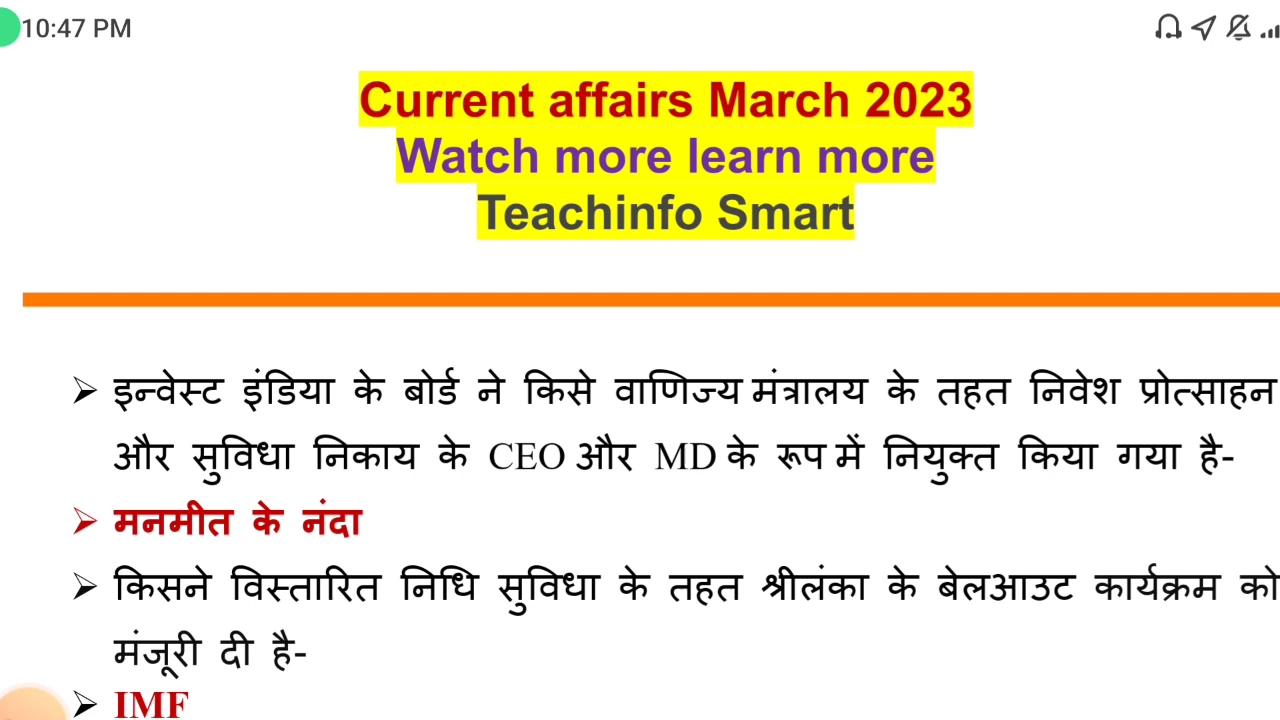 10:47 PM
Current affairs March 2023
Watch more learn more
Teachinfo Smart
➢ इन्वेस्ट इंडिया के बोर्ड ने किसे वाणिज्य मंत्रालय के तहत निवेश प्रोत्साहन
और सुविधा निकाय के CEO और MD के रूप में नियुक्त किया गया है-
➢ मनमीत के नंदा
➢ किसने विस्तारित निधि सुविधा के तहत श्रीलंका के बेलआउट कार्यक्रम को
मंजूरी दी है-
➢ IMF